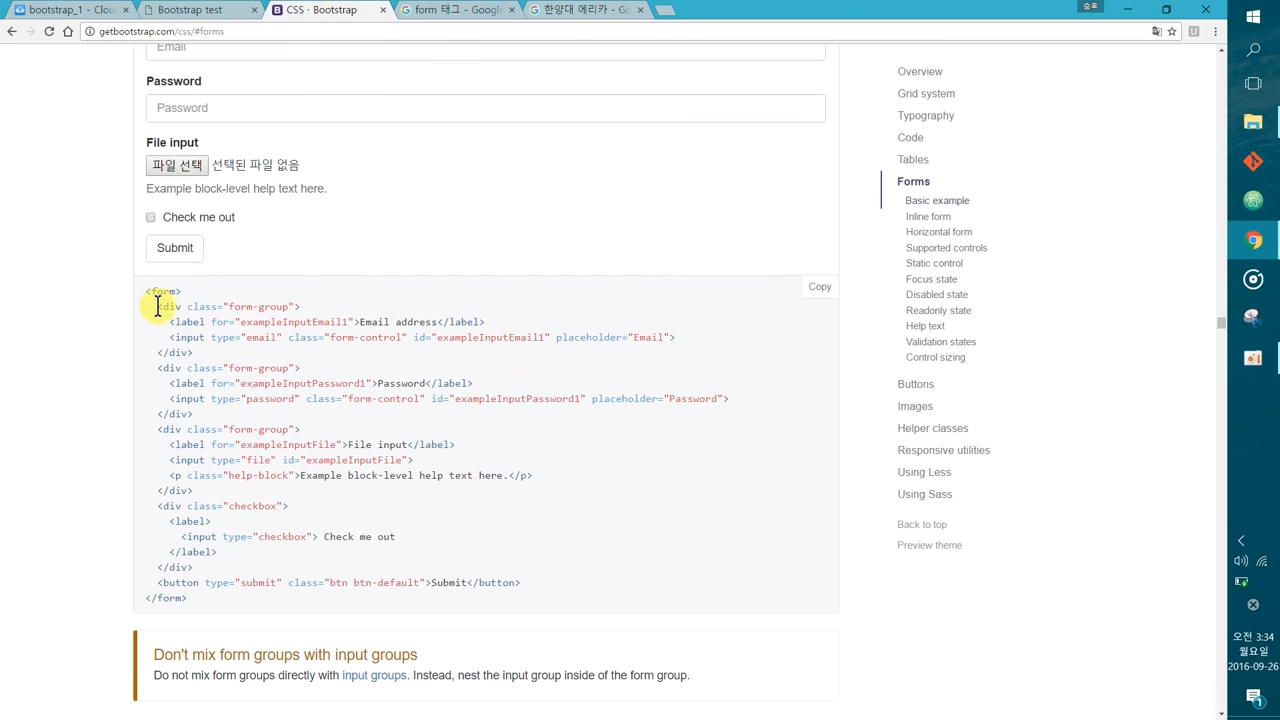 bootstrap_1 - Clou
Bootstrap test
CSS · Bootstrap
form 태그 - Google
한양대 에리카 - Go
승호
getbootstrap.com/css/#forms
Email
Password
Password
File input
파일 선택 선택된 파일 없음
Example block-level help text here.
Check me out
Submit
Copy
<form>
<div class="form-group">
<label for="exampleInputEmail1">Email address</label>
<input type="email" class="form-control" id="exampleInputEmail1" placeholder="Email">
</div>
<div class="form-group">
<label for="exampleInputPassword1">Password</label>
<input type="password" class="form-control" id="exampleInputPassword1" placeholder="Password">
</div>
<div class="form-group">
<label for="exampleInputFile">File input</label>
<input type="file" id="exampleInputFile">
<p class="help-block">Example block-level help text here.</p>
</div>
<div class="checkbox">
<label>
<input type="checkbox"> Check me out
</label>
</div>
<button type="submit" class="btn btn-default">Submit</button>
</form>
Don't mix form groups with input groups
Do not mix form groups directly with input groups. Instead, nest the input group inside of the form group.
Overview
Grid system
Typography
Code
Tables
Forms
Basic example
Inline form
Horizontal form
Supported controls
Static control
Focus state
Disabled state
Readonly state
Help text
Validation states
Control sizing
Buttons
Images
Helper classes
Responsive utilities
Using Less
Using Sass
Back to top
Preview theme
오전 3:34
월요일
2016-09-26
1